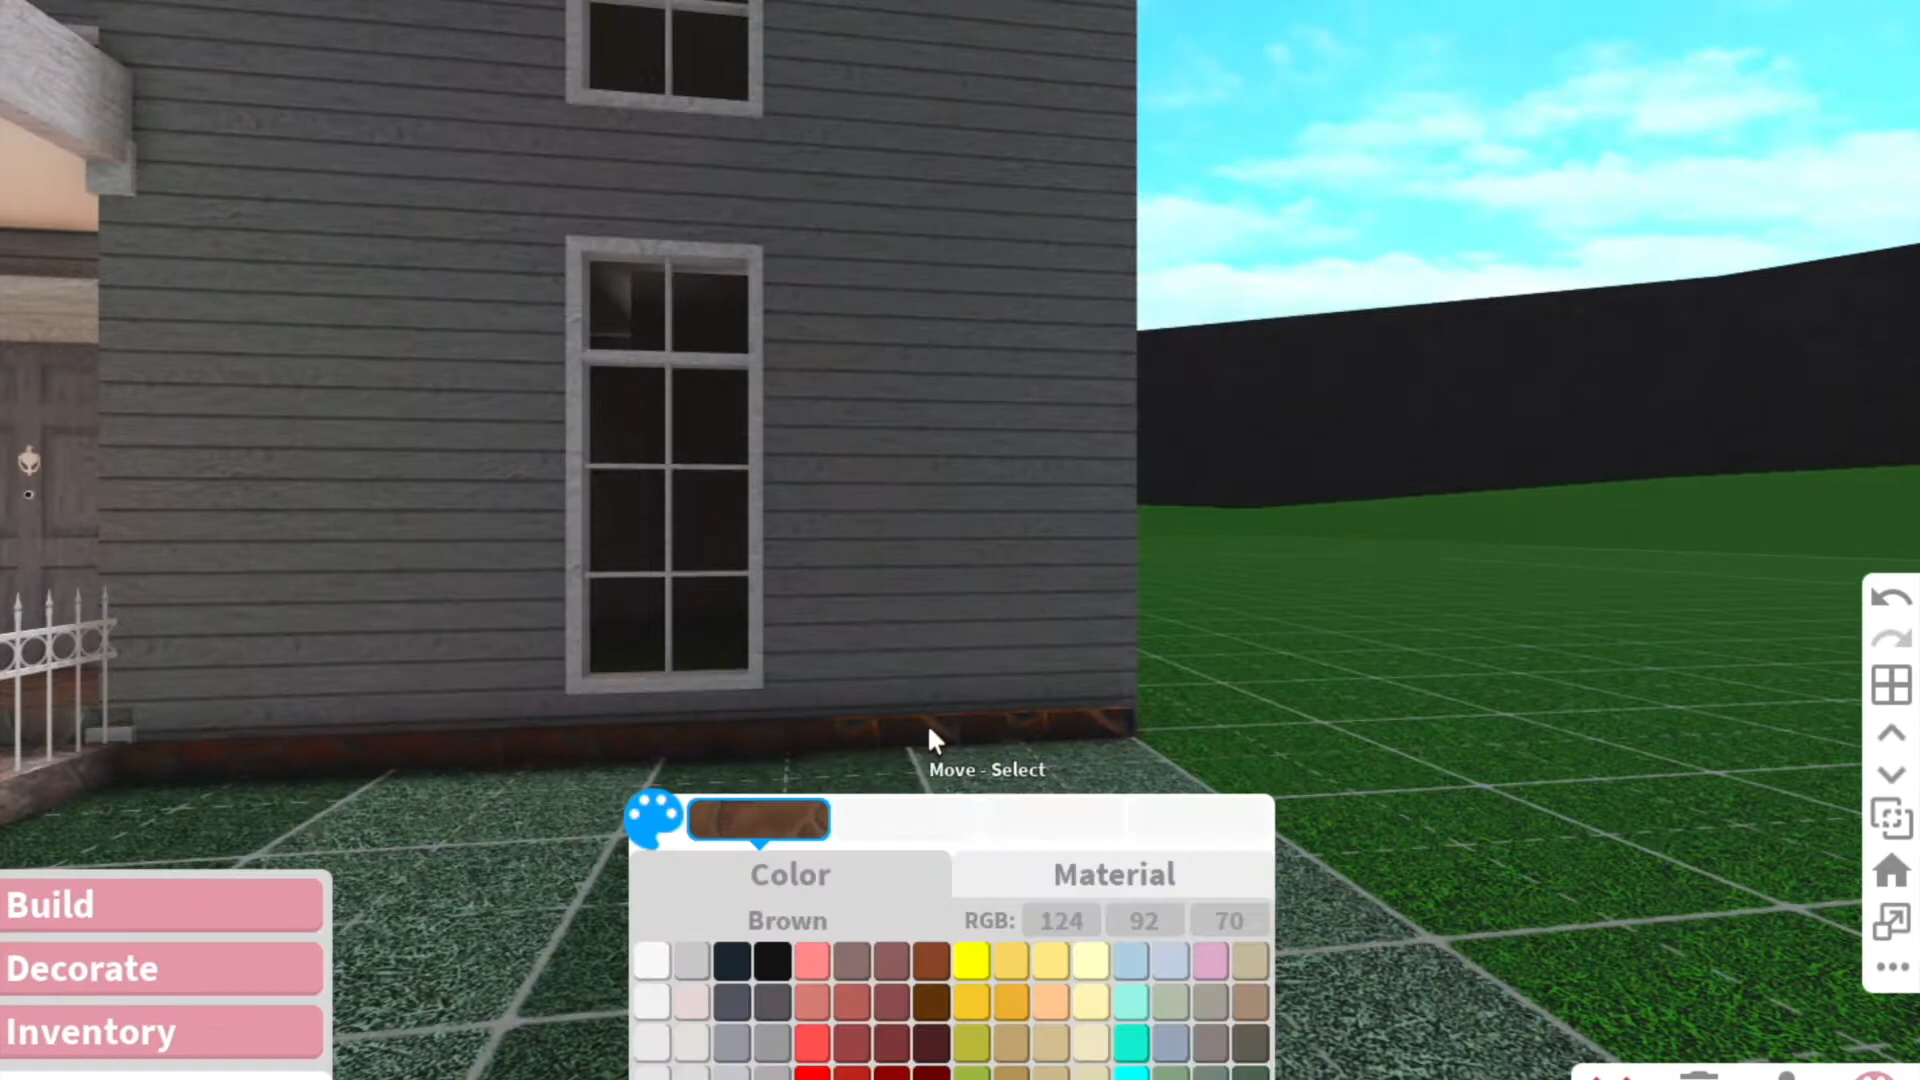 Move - Select
Color
Material
Brown
RGB: 124 92 70
Build
Decorate
Inventory